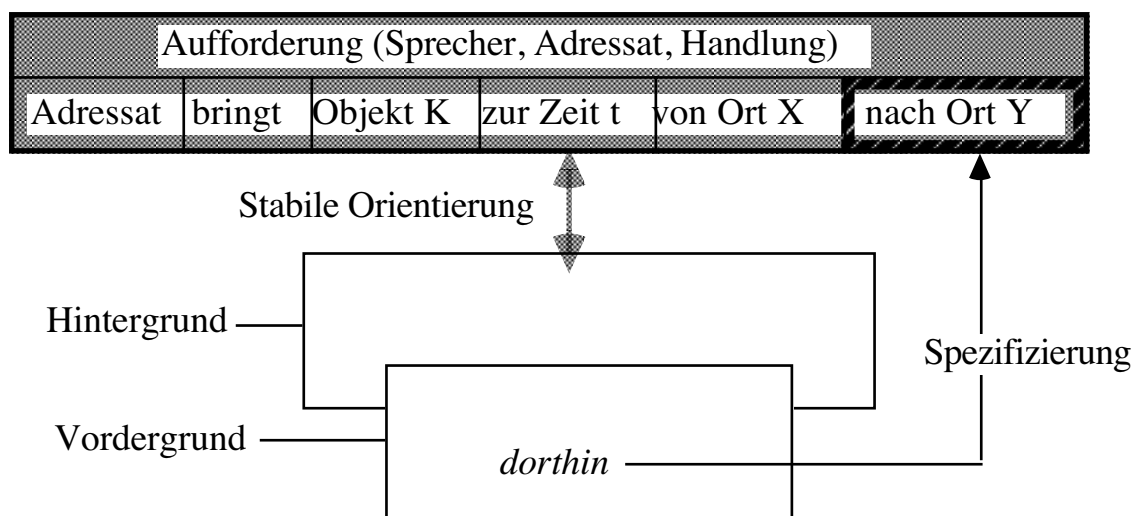 Aufforderung (Sprecher, Adressat, Handlung)
Adressat bringt Objekt K zur Zeit t von Ort X nach Ort Y
Stabile Orientierung
Hintergrund
Spezifizierung
Vordergrund
dorthin